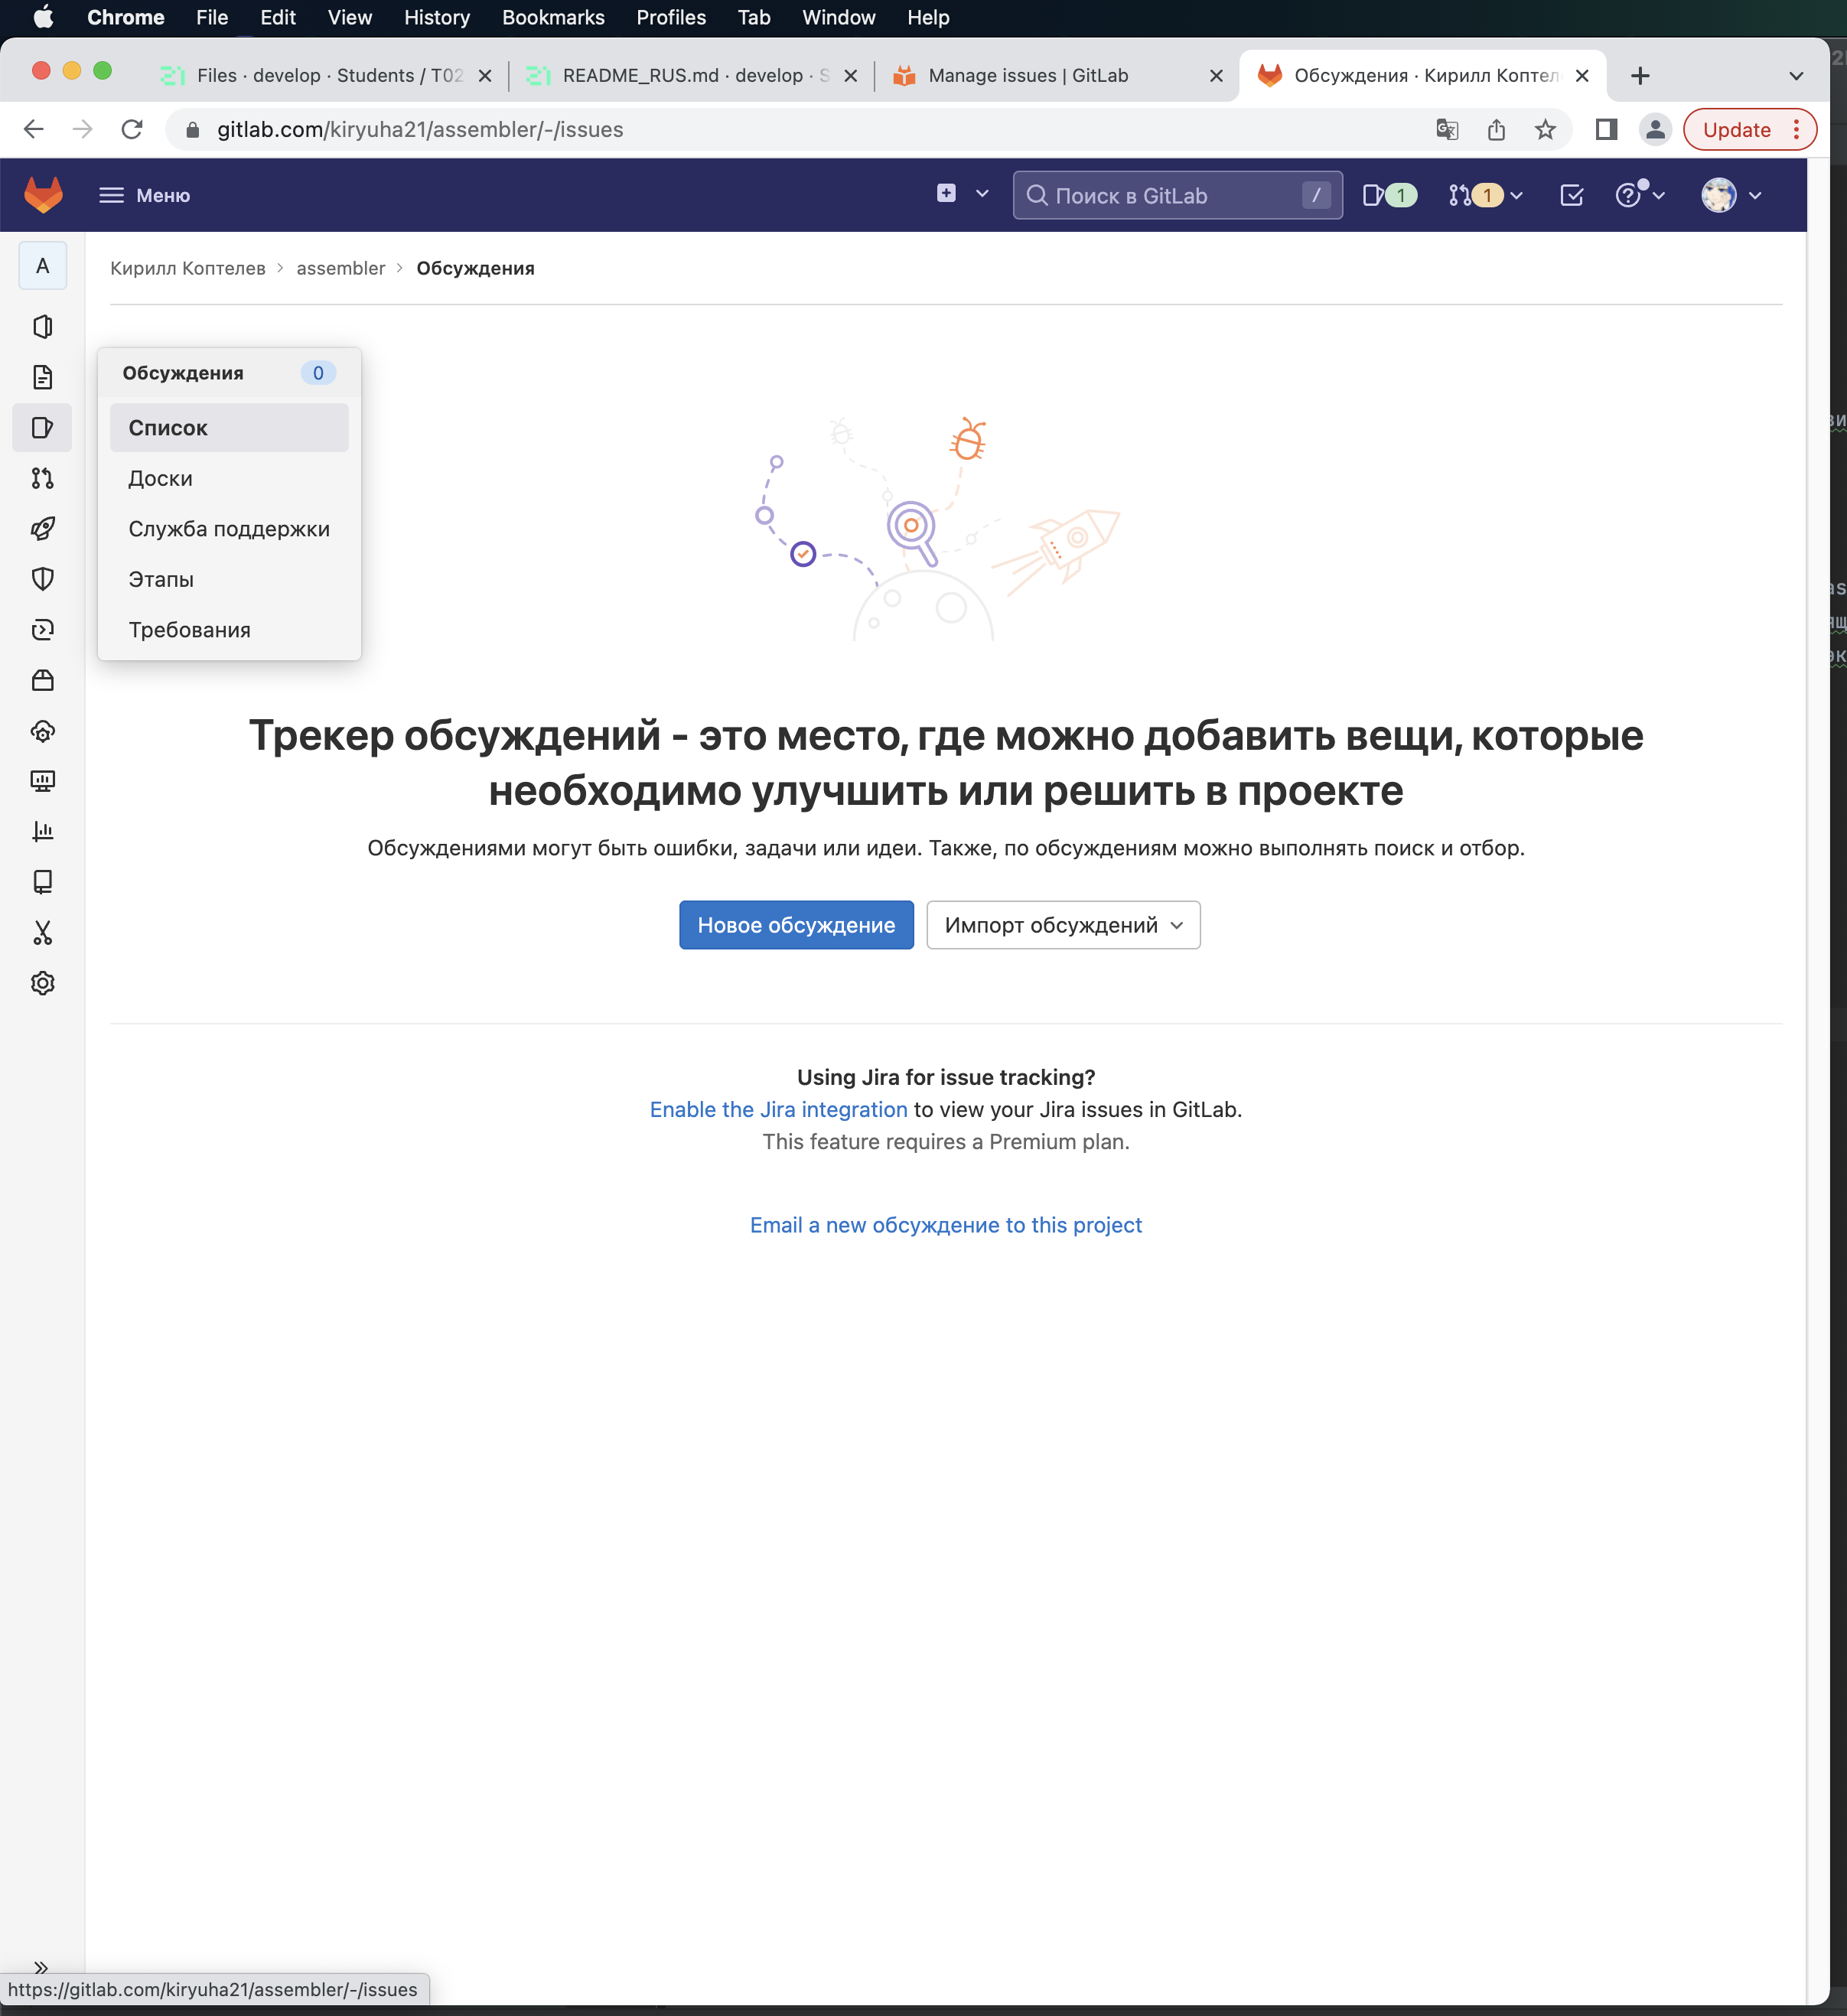 Chrome File Edit View History Bookmarks Profiles Tab Window Help
Files · develop · Students / T02
README_RUS.md · develop · S
Manage issues | GitLab
Обсуждения · Кирилл Коптел
gitlab.com/kiryuha21/assembler/-/issues
Update
Меню
Поиск в GitLab /
1
1
A
Кирилл Коптелев > assembler > Обсуждения
Обсуждения 0
Список
Доски
Служба поддержки
Этапы
Требования
Трекер обсуждений - это место, где можно добавить вещи, которые
необходимо улучшить или решить в проекте
Обсуждениями могут быть ошибки, задачи или идеи. Также, по обсуждениям можно выполнять поиск и отбор.
Новое обсуждение
Импорт обсуждений
Using Jira for issue tracking?
Enable the Jira integration to view your Jira issues in GitLab.
This feature requires a Premium plan.
Email a new обсуждение to this project
https://gitlab.com/kiryuha21/assembler/-/issues